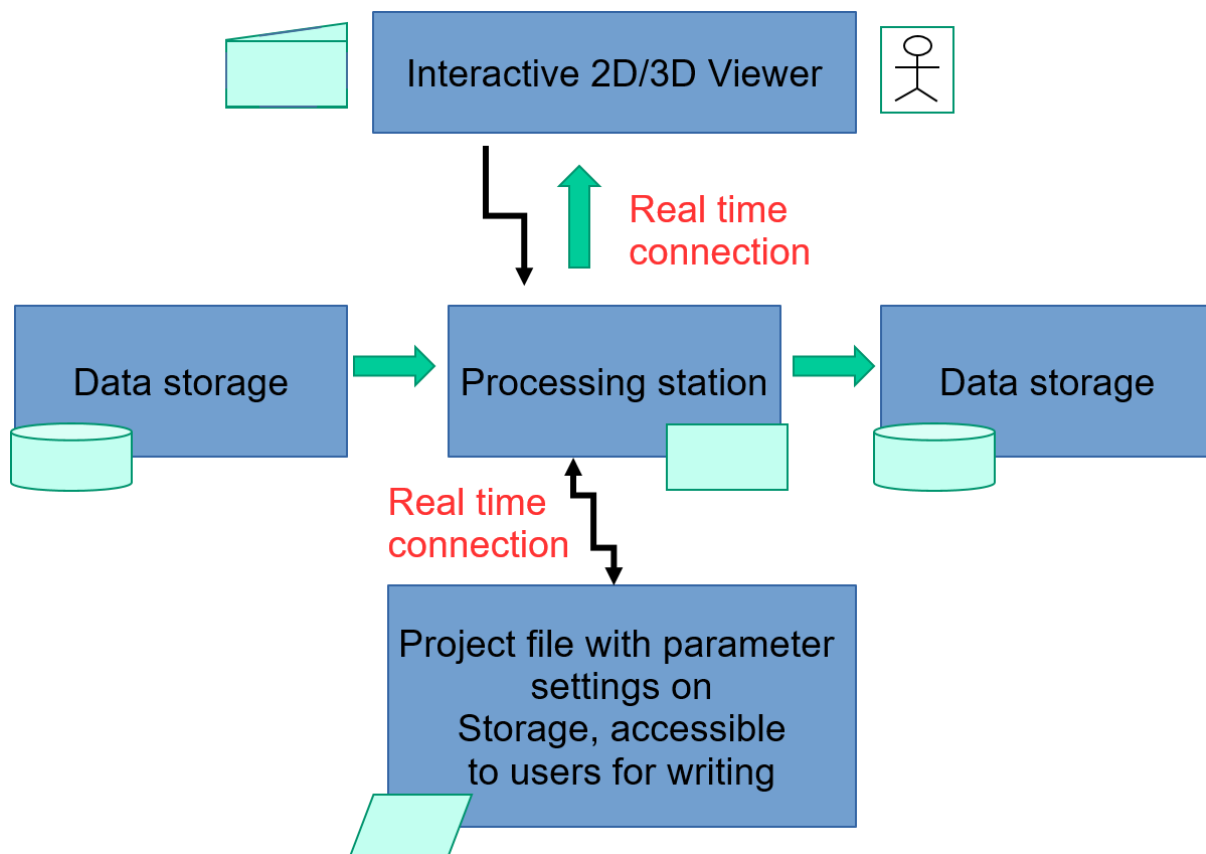 Interactive 2D/3D Viewer
Real time
connection
Data storage
Processing station
Data storage
Real time
connection
Project file with parameter
settings on
Storage, accessible
to users for writing